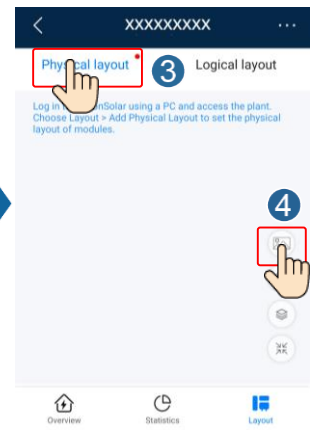 XXXXXXXXX
Physical layout
3
Logical layout
Log in nSolar using a PC and access the plant.
Choose Layout > Add Physical Layout to set the physical
layout of modules.
4
Overview
Statistics
Layout